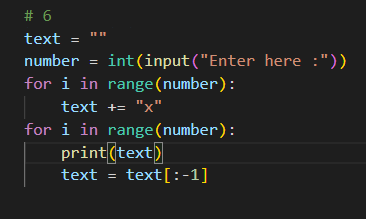 # 6
text = ""
number = int(input("Enter here :"))
for i in range(number):
    text += "x"
for i in range(number):
    print(text)
    text = text[:-1]